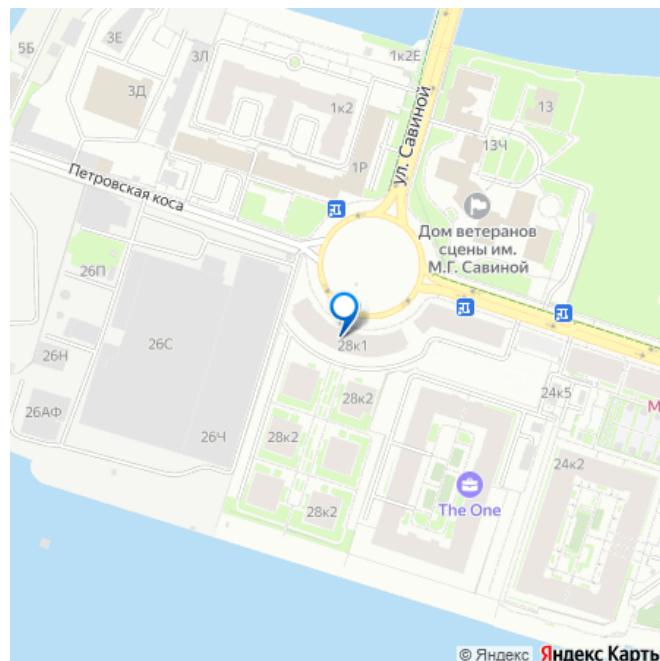 5Б
3Е
3Л
1к2Е
3Д
1к2
ул. Савиной
13
13Ч
1Р
Петровская коса
Дом ветеранов
сцены им.
М.Г. Савиной
26П
26С
28к1
26Н
28к2
24к5
М
26АФ
28к2
26Ч
24к2
The One
28к2
© Яндекс Яндекс Карты